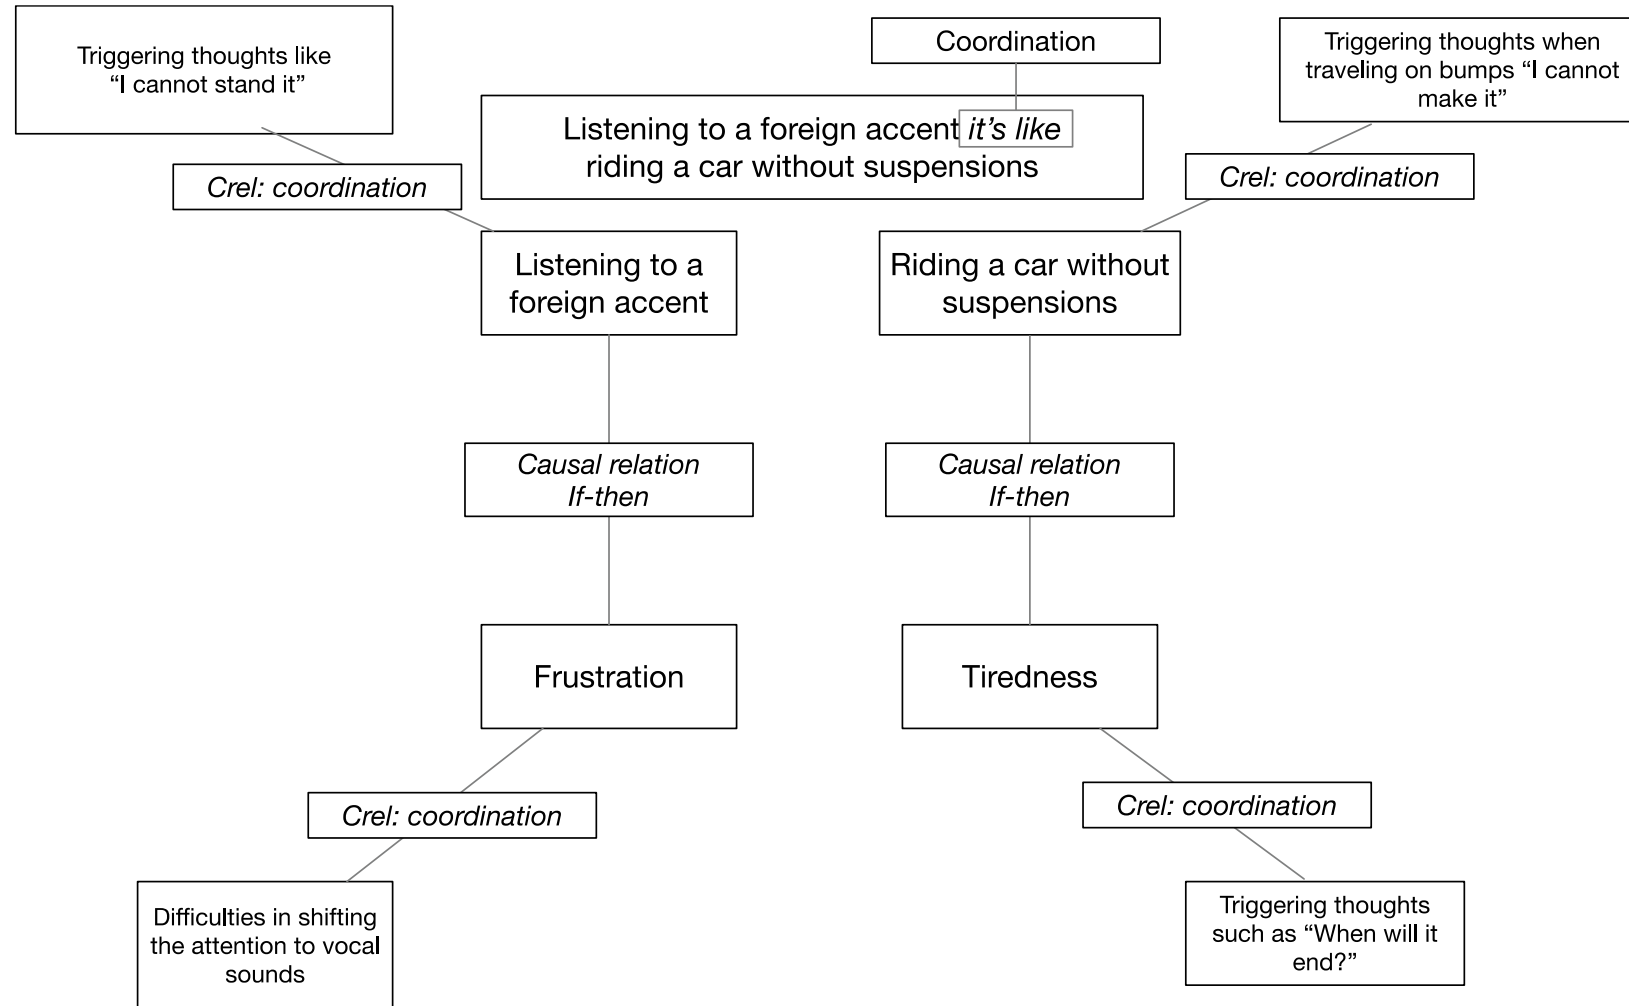 Triggering thoughts like
“I cannot stand it”
Coordination
Triggering thoughts when
traveling on bumps “I cannot
make it”
Listening to a foreign accent it’s like
riding a car without suspensions
Crel: coordination
Crel: coordination
Listening to a
foreign accent
Riding a car without
suspensions
Causal relation
If-then
Causal relation
If-then
Frustration
Tiredness
Crel: coordination
Crel: coordination
Difficulties in shifting
the attention to vocal
sounds
Triggering thoughts
such as “When will it
end?”